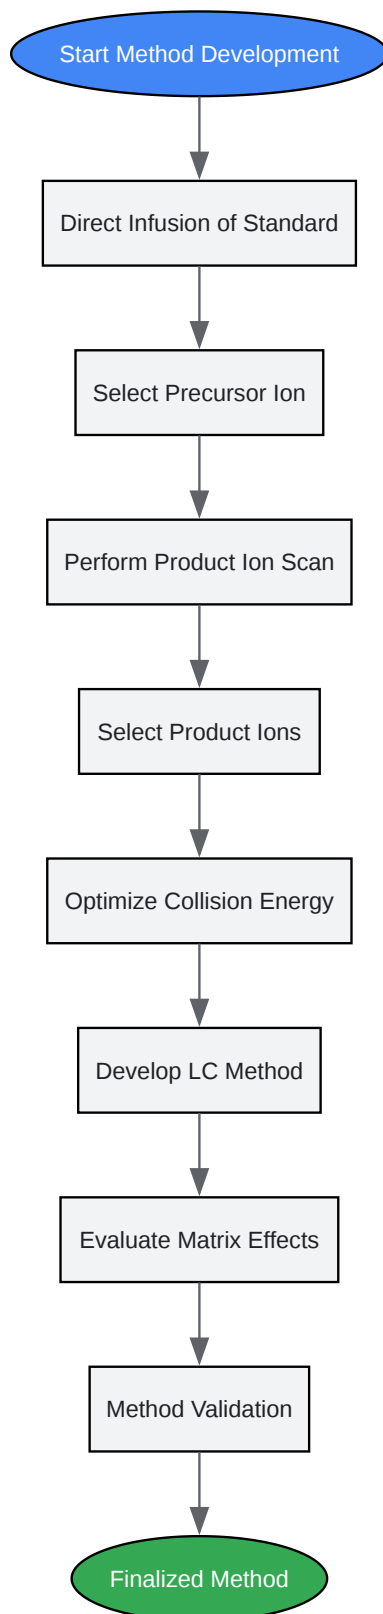 Start Method Development
Direct Infusion of Standard
Select Precursor Ion
Perform Product Ion Scan
Select Product Ions
Optimize Collision Energy
Develop LC Method
Evaluate Matrix Effects
Method Validation
Finalized Method